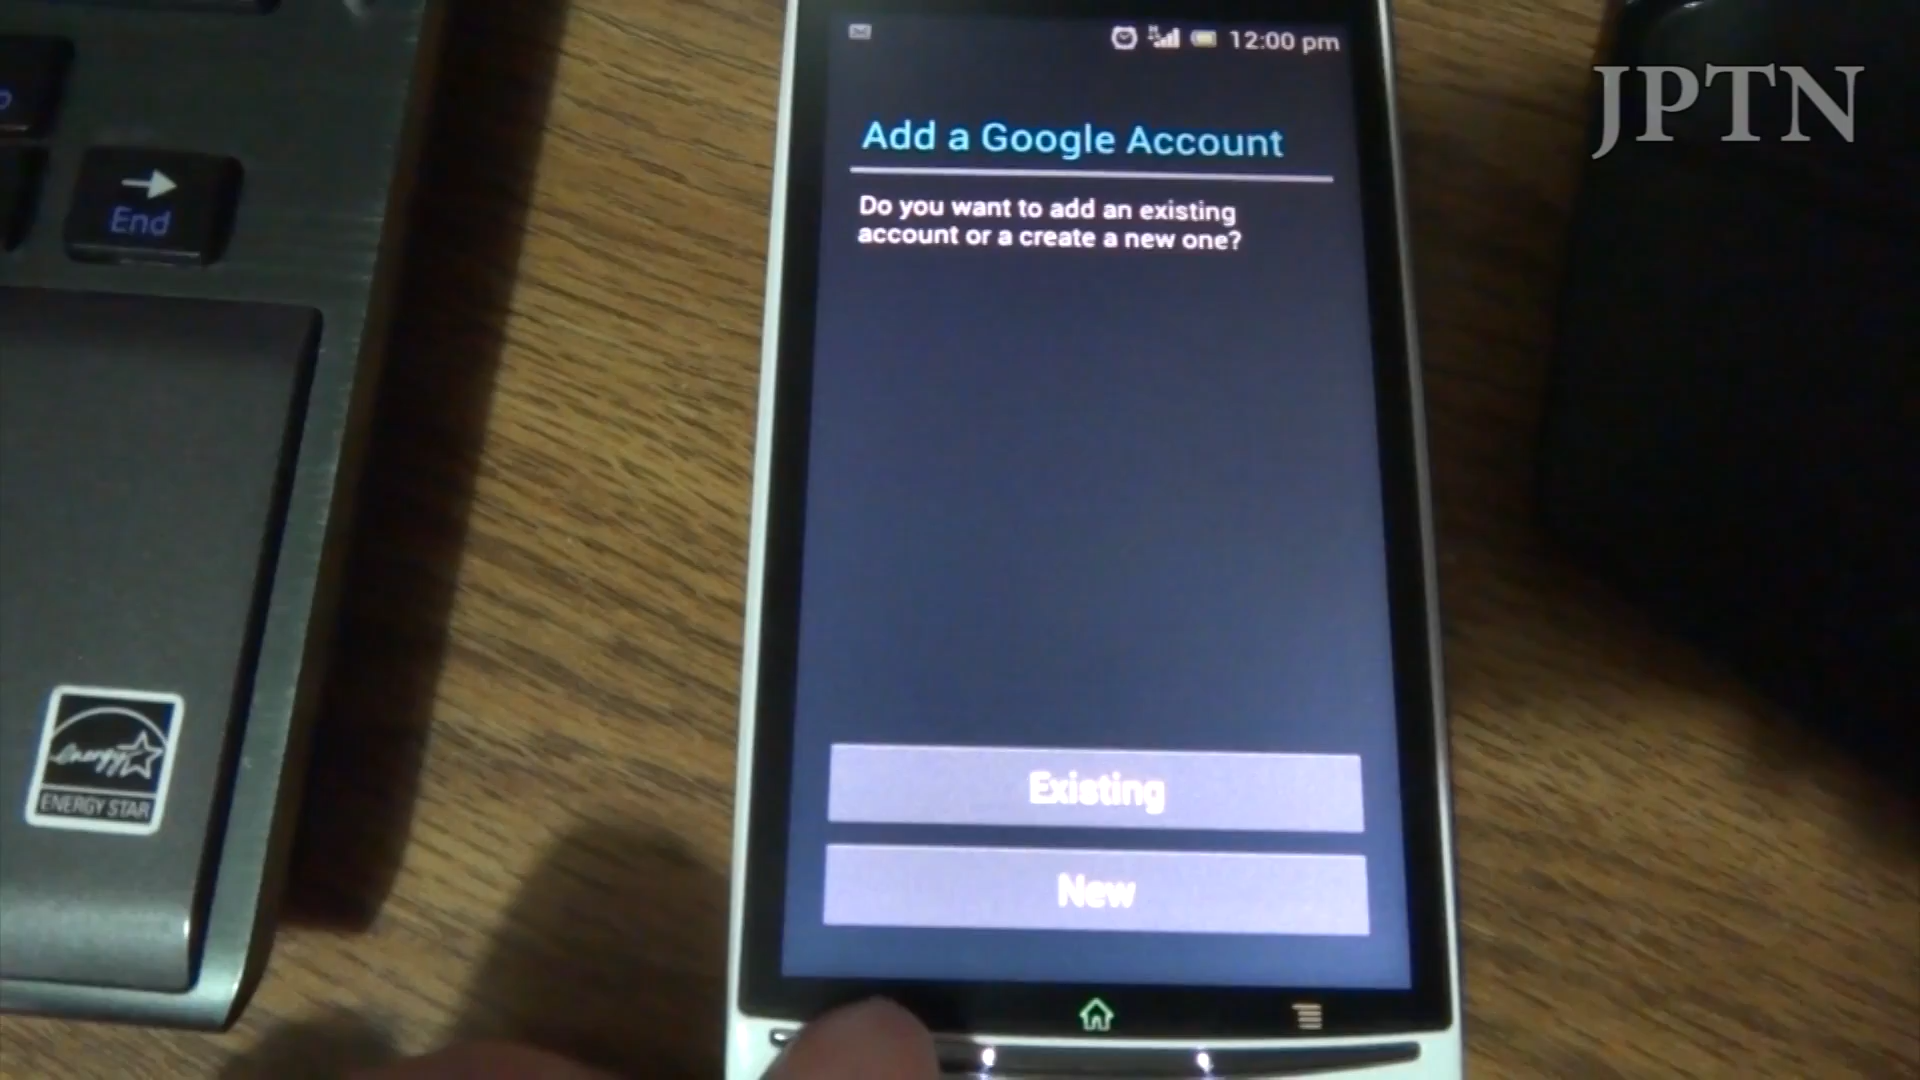 12:00 pm
JPTN
Add a Google Account
Do you want to add an existing
account or a create a new one?
End
Existing
New
energy
ENERGY STAR